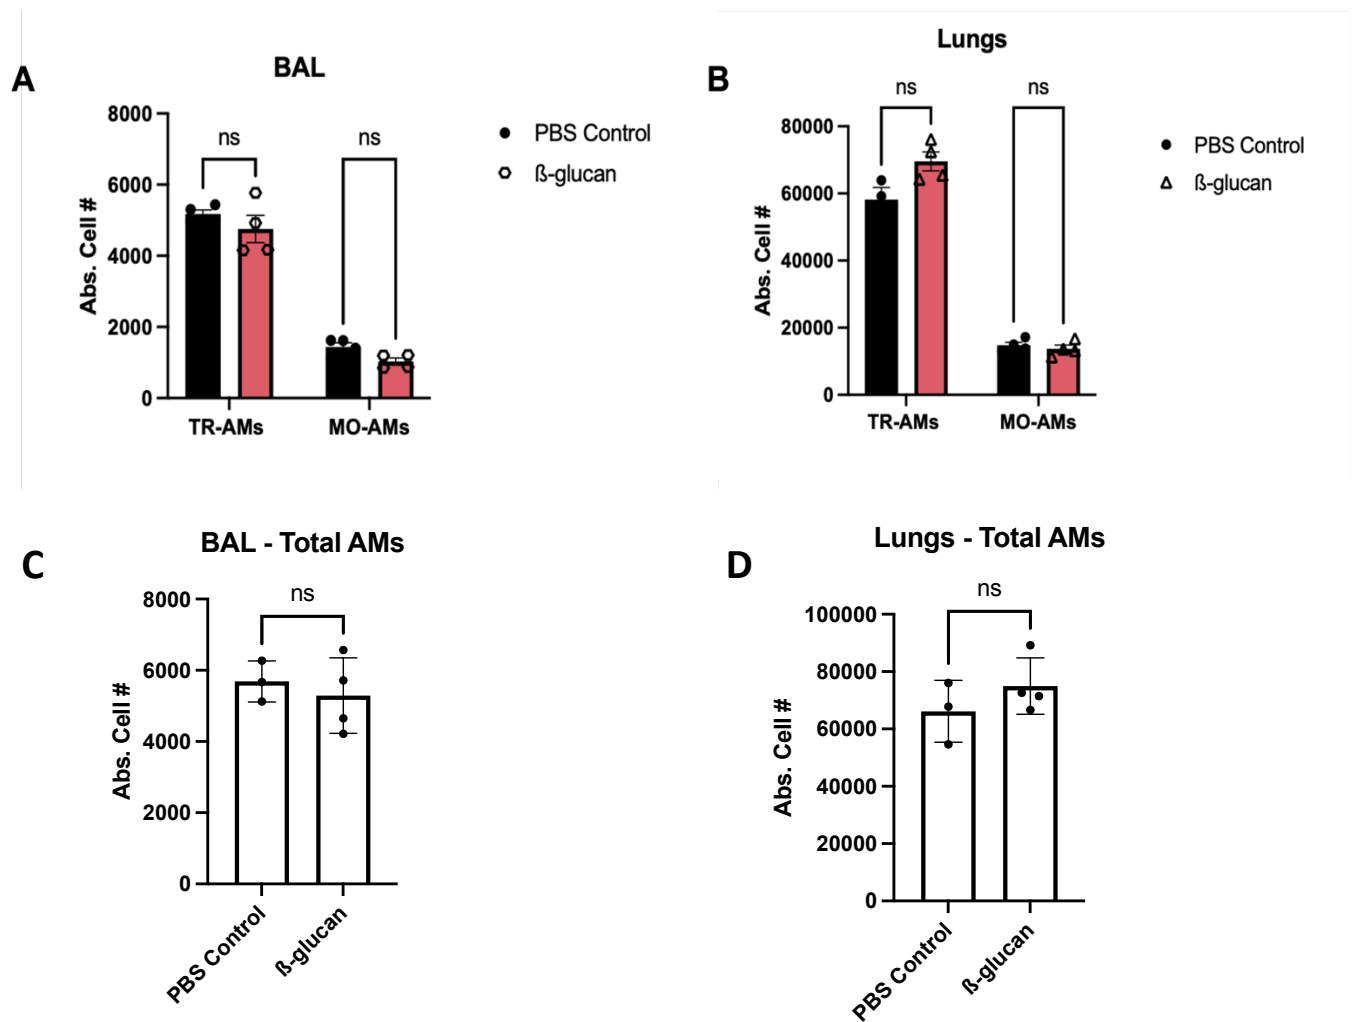 A
BAL
8000
6000
4000
2000
0
Abs. Cell #
ns
ns
TR-AMs
MO-AMs
PBS Control
ß-glucan
B
Lungs
80000
60000
40000
20000
0
Abs. Cell #
ns
ns
TR-AMs
MO-AMs
PBS Control
ß-glucan
C
BAL - Total AMs
8000
6000
4000
2000
0
Abs. Cell #
ns
PBS Control
ß-glucan
D
Lungs - Total AMs
100000
80000
60000
40000
20000
0
Abs. Cell #
ns
PBS Control
ß-glucan